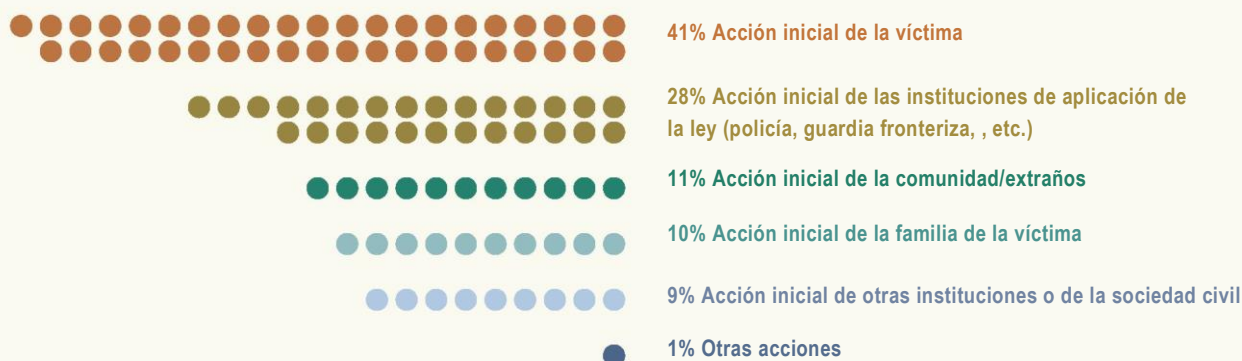 41% Acción inicial de la víctima
28% Acción inicial de las instituciones de aplicación de
la ley (policía, guardia fronteriza, , etc.)
11% Acción inicial de la comunidad/extraños
10% Acción inicial de la familia de la víctima
9% Acción inicial de otras instituciones o de la sociedad civil
1% Otras acciones